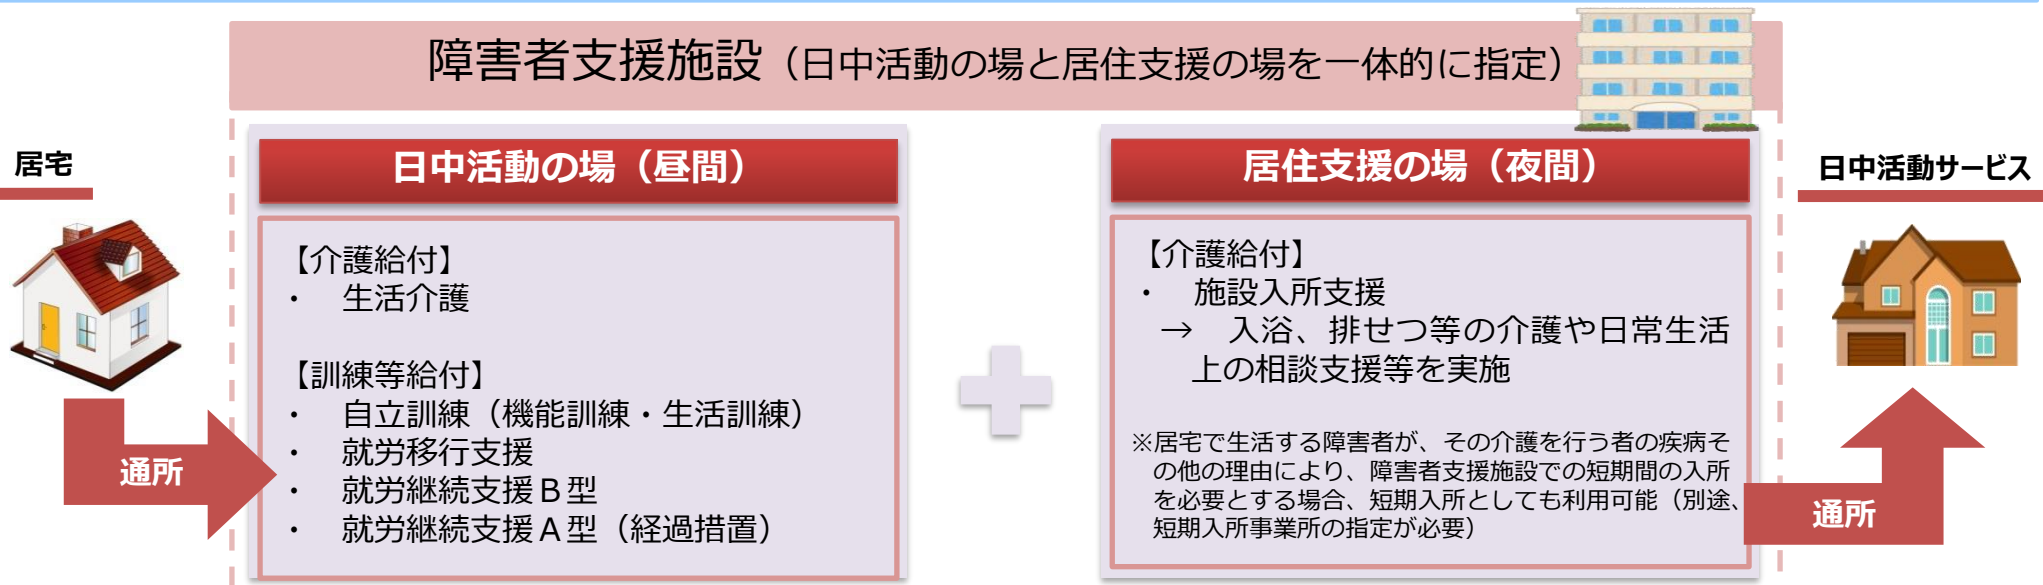 障害者支援施設（日中活動の場と居住支援の場を一体的に指定）
居宅
通所
日中活動の場（昼間）
【介護給付】
・　生活介護
【訓練等給付】
・　自立訓練（機能訓練・生活訓練）
・　就労移行支援
・　就労継続支援Ｂ型
・　就労継続支援Ａ型（経過措置）
居住支援の場（夜間）
【介護給付】
・　施設入所支援
→　入浴、排せつ等の介護や日常生活
上の相談支援等を実施
※居宅で生活する障害者が、その介護を行う者の疾病そ
の他の理由により、障害者支援施設での短期間の入所
を必要とする場合、短期入所としても利用可能（別途、
短期入所事業所の指定が必要）
日中活動サービス
通所